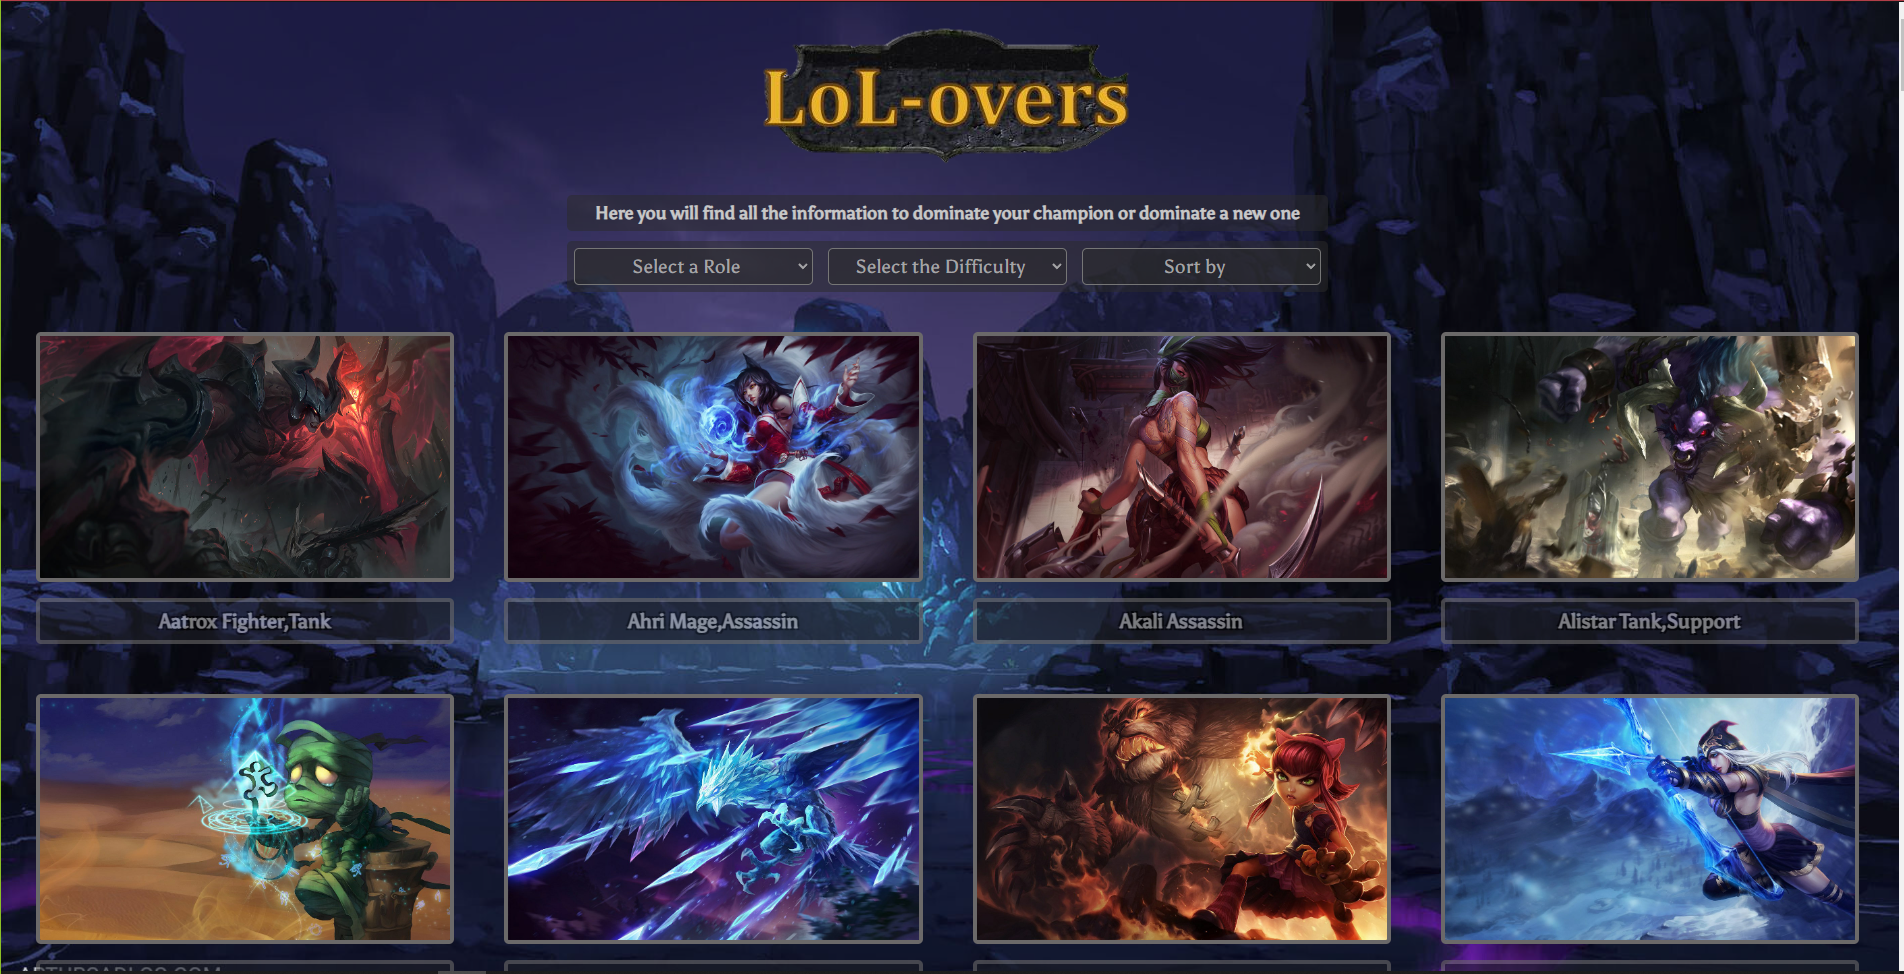 LoL-overs
Here you will find all the information to dominate your champion or dominate a new one
Select a Role
Select the Difficulty
Sort by
Aatrox Fighter,Tank
Ahri Mage,Assassin
Akali Assassin
Alistar Tank,Support